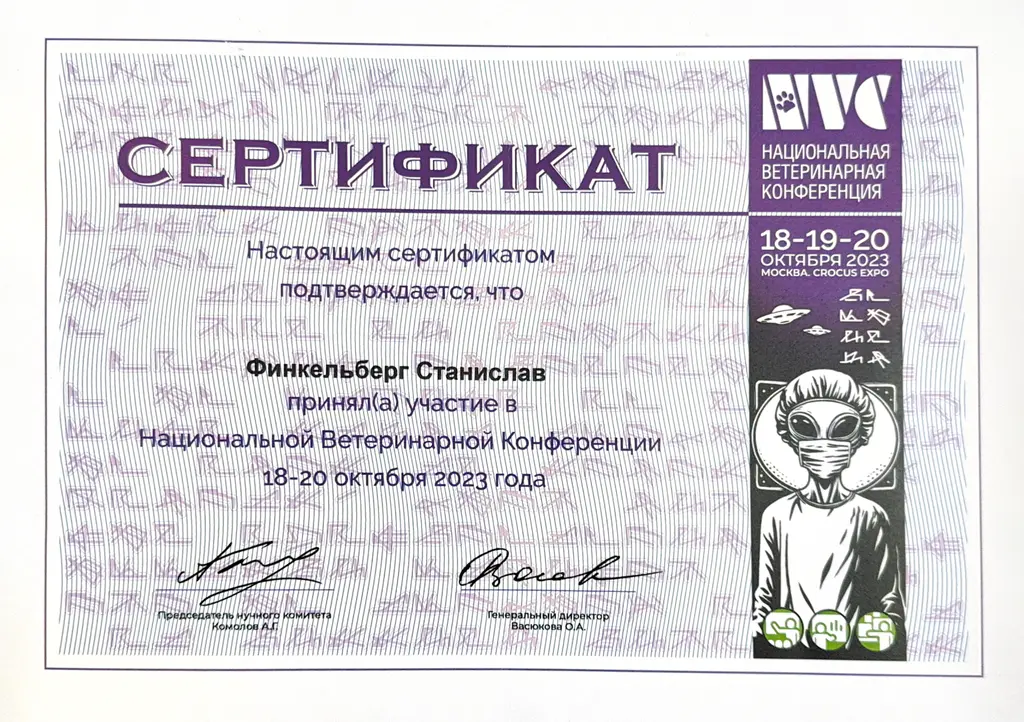 СЕРТИФИКАТ
Настоящим сертификатом
подтверждается, что
Финкельберг Станислав
принял(а) участие в
Национальной Ветеринарной Конференции
18-20 октября 2023 года
Председатель нучного комитета
Комолов А.Г.
Генеральный директор
Васюкова О.А.
NVC
НАЦИОНАЛЬНАЯ
ВЕТЕРИНАРНАЯ
КОНФЕРЕНЦИЯ
18-19-20
ОКТЯБРЯ 2023
МОСКВА. CROCUS EXPO